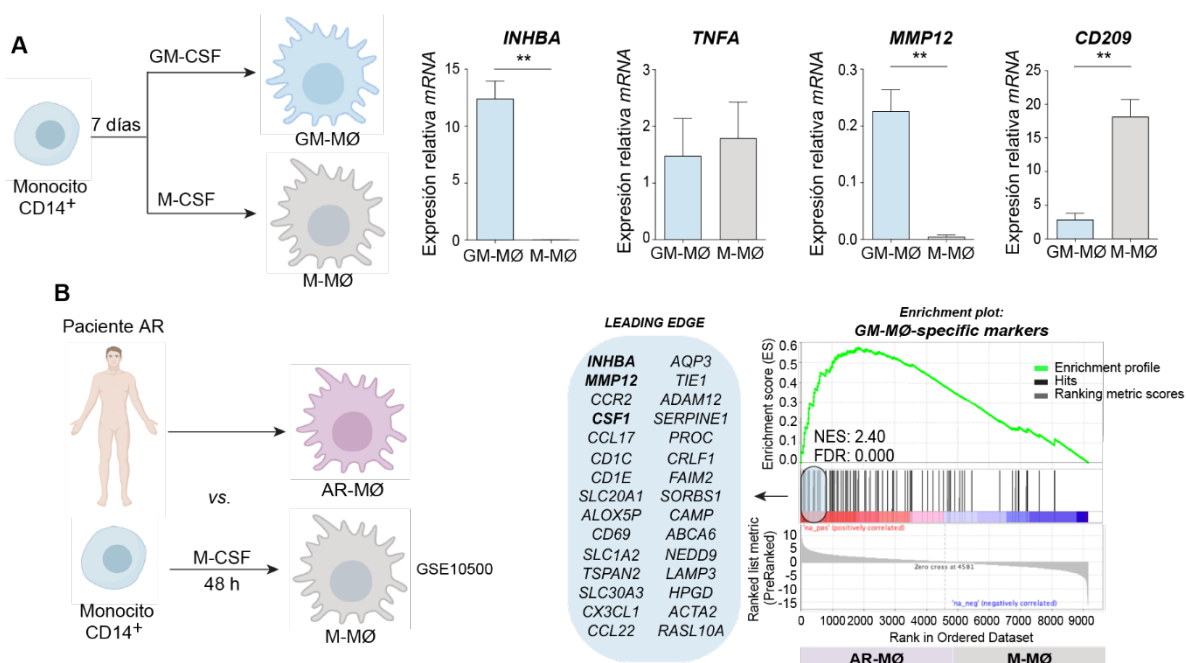 A
Monocito
CD14+
7 días
GM-CSF
M-CSF
GM-MØ
M-MØ
INHBA
Expresión relativa mRNA
15
10
5
0
**
GM-MØ M-MØ
TNFA
Expresión relativa mRNA
3
2
1
0
GM-MØ M-MØ
MMP12
Expresión relativa mRNA
0.3
0.2
0.1
0.0
**
GM-MØ M-MØ
CD209
Expresión relativa mRNA
25
20
15
10
5
0
**
GM-MØ M-MØ
B
Paciente AR
AR-MØ
vs.
Monocito
CD14+
M-CSF
48 h
M-MØ
GSE10500
LEADING EDGE
INHBA AQP3
MMP12 TIE1
CCR2 ADAM12
CSF1 SERPINE1
CCL17 PROC
CD1C CRLF1
CD1E FAIM2
SLC20A1 SORBS1
ALOX5P CAMP
CD69 ABCA6
SLC1A2 NEDD9
TSPAN2 LAMP3
SLC30A3 HPGD
CX3CL1 ACTA2
CCL22 RASL10A
Enrichment plot:
GM-MØ-specific markers
Enrichment score (ES)
0.6
0.5
0.4
0.3
0.2
0.1
0.0
Enrichment profile
Hits
Ranking metric scores
NES: 2.40
FDR: 0.000
'na_pos' (positively correlated)
Ranked list metric
(PreRanked)
10
5
0
-5
-10
-15
Zero cross at 4581
'na_neg' (negatively correlated)
0 1000 2000 3000 4000 5000 6000 7000 8000 9000
Rank in Ordered Dataset
AR-MØ M-MØ